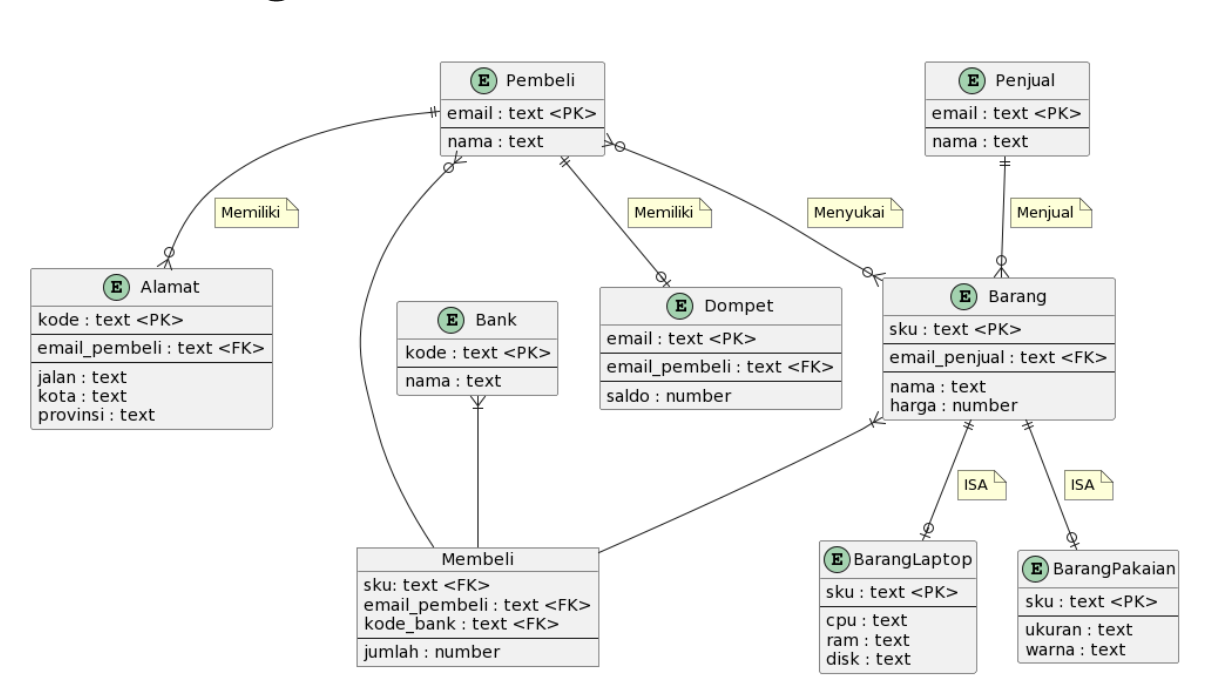 E Pembeli
email : text <PK>
nama : text
E Penjual
email : text <PK>
nama : text
Memiliki
Memiliki
Menyukai
Menjual
E Alamat
kode : text <PK>
email_pembeli : text <FK>
jalan : text
kota : text
provinsi : text
E Bank
kode : text <PK>
nama : text
E Dompet
email : text <PK>
email_pembeli : text <FK>
saldo : number
E Barang
sku : text <PK>
email_penjual : text <FK>
nama : text
harga : number
ISA
ISA
Membeli
sku: text <FK>
email_pembeli : text <FK>
kode_bank : text <FK>
jumlah : number
E BarangLaptop
sku : text <PK>
cpu : text
ram : text
disk : text
E BarangPakaian
sku : text <PK>
ukuran : text
warna : text